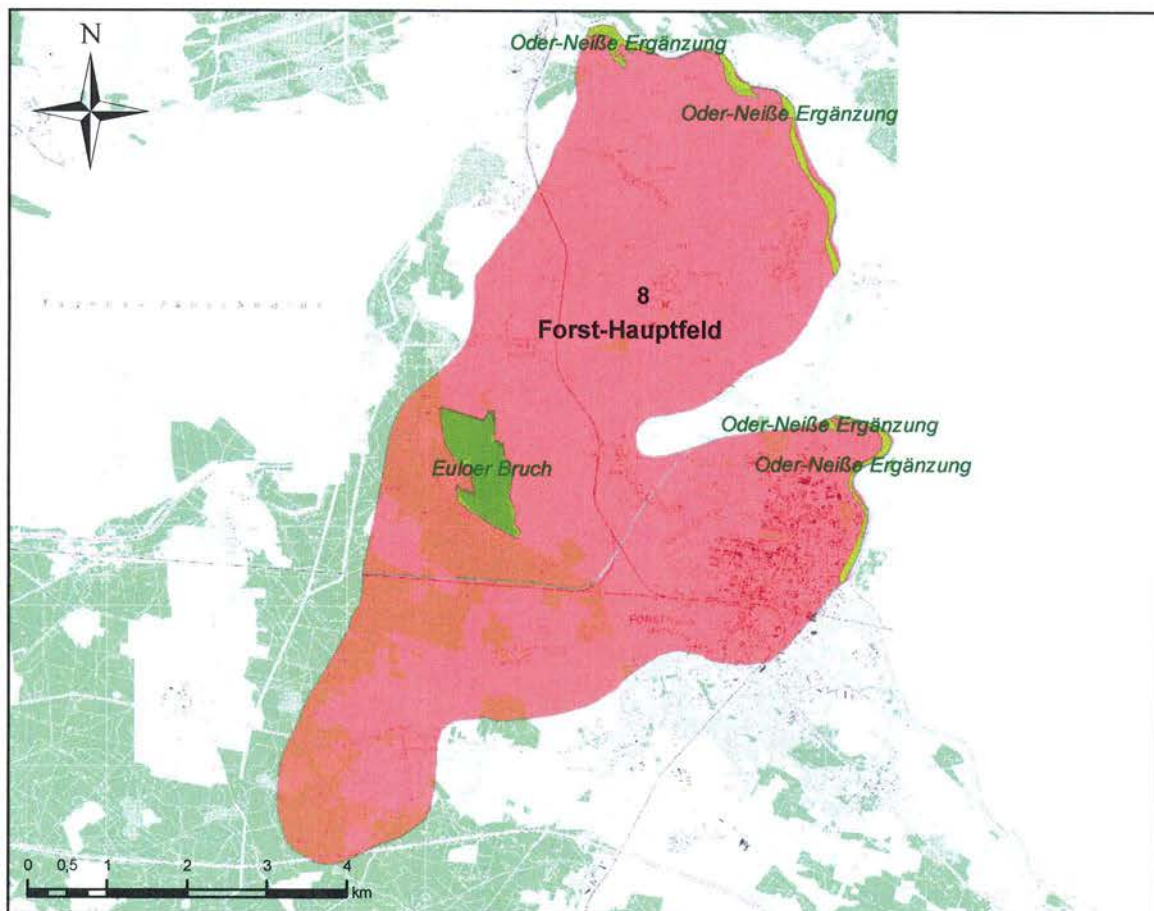 N
Oder-Neiße Ergänzung
Oder-Neiße Ergänzung
8
Forst-Hauptfeld
Oder-Neiße Ergänzung
Euloer Bruch
Oder-Neiße Ergänzung
FORST
0 0,5 1 2 3 4
km